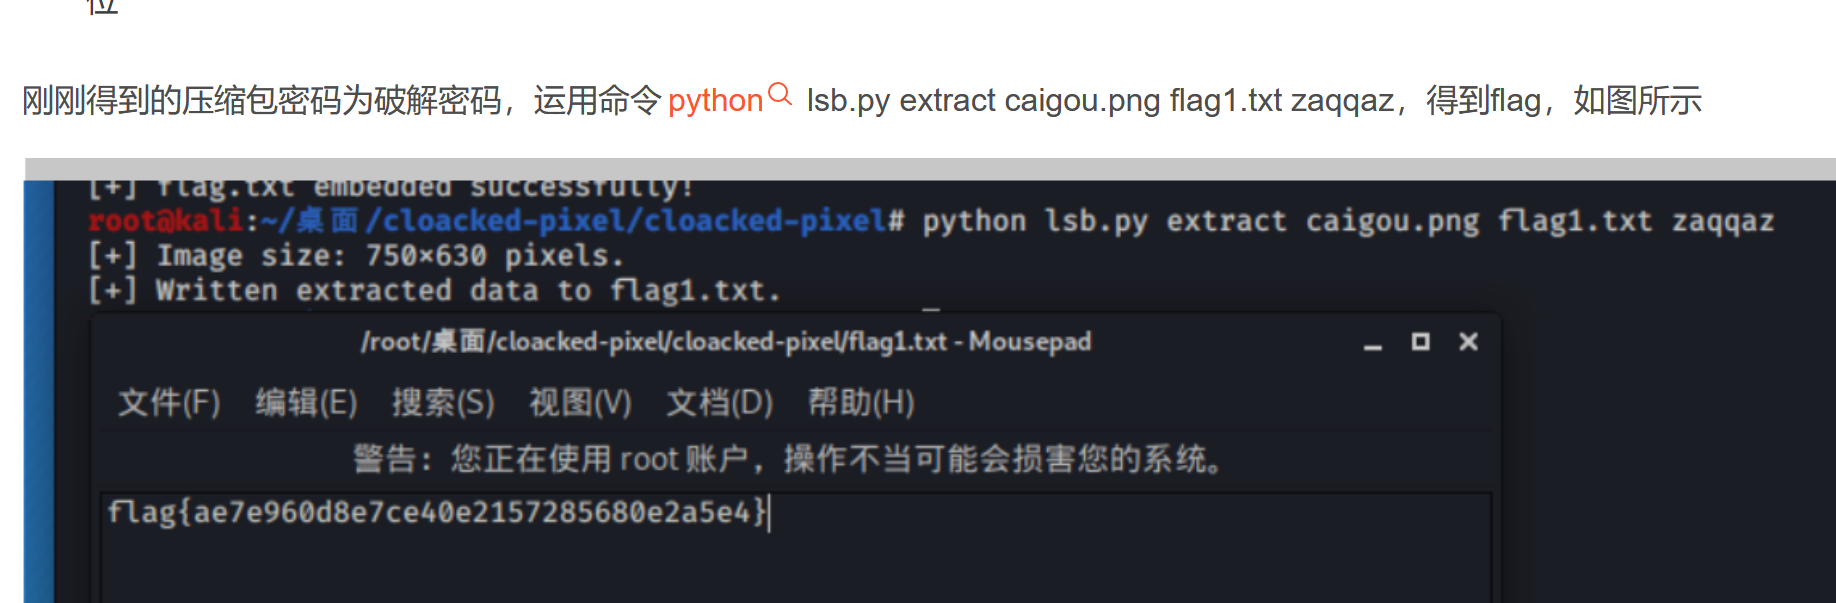 位
刚刚得到的压缩包密码为破解密码，运用命令 python lsb.py extract caigou.png flag1.txt zaqqaz，得到flag，如图所示
[+] flag.txt embedded successfully!
root@kali:~/桌面/cloacked-pixel/cloacked-pixel# python lsb.py extract caigou.png flag1.txt zaqqaz
[+] Image size: 750×630 pixels.
[+] Written extracted data to flag1.txt.
/root/桌面/cloacked-pixel/cloacked-pixel/flag1.txt - Mousepad
文件(F) 编辑(E) 搜索(S) 视图(V) 文档(D) 帮助(H)
警告：您正在使用 root 账户，操作不当可能会损害您的系统。
flag{ae7e960d8e7ce40e2157285680e2a5e4}